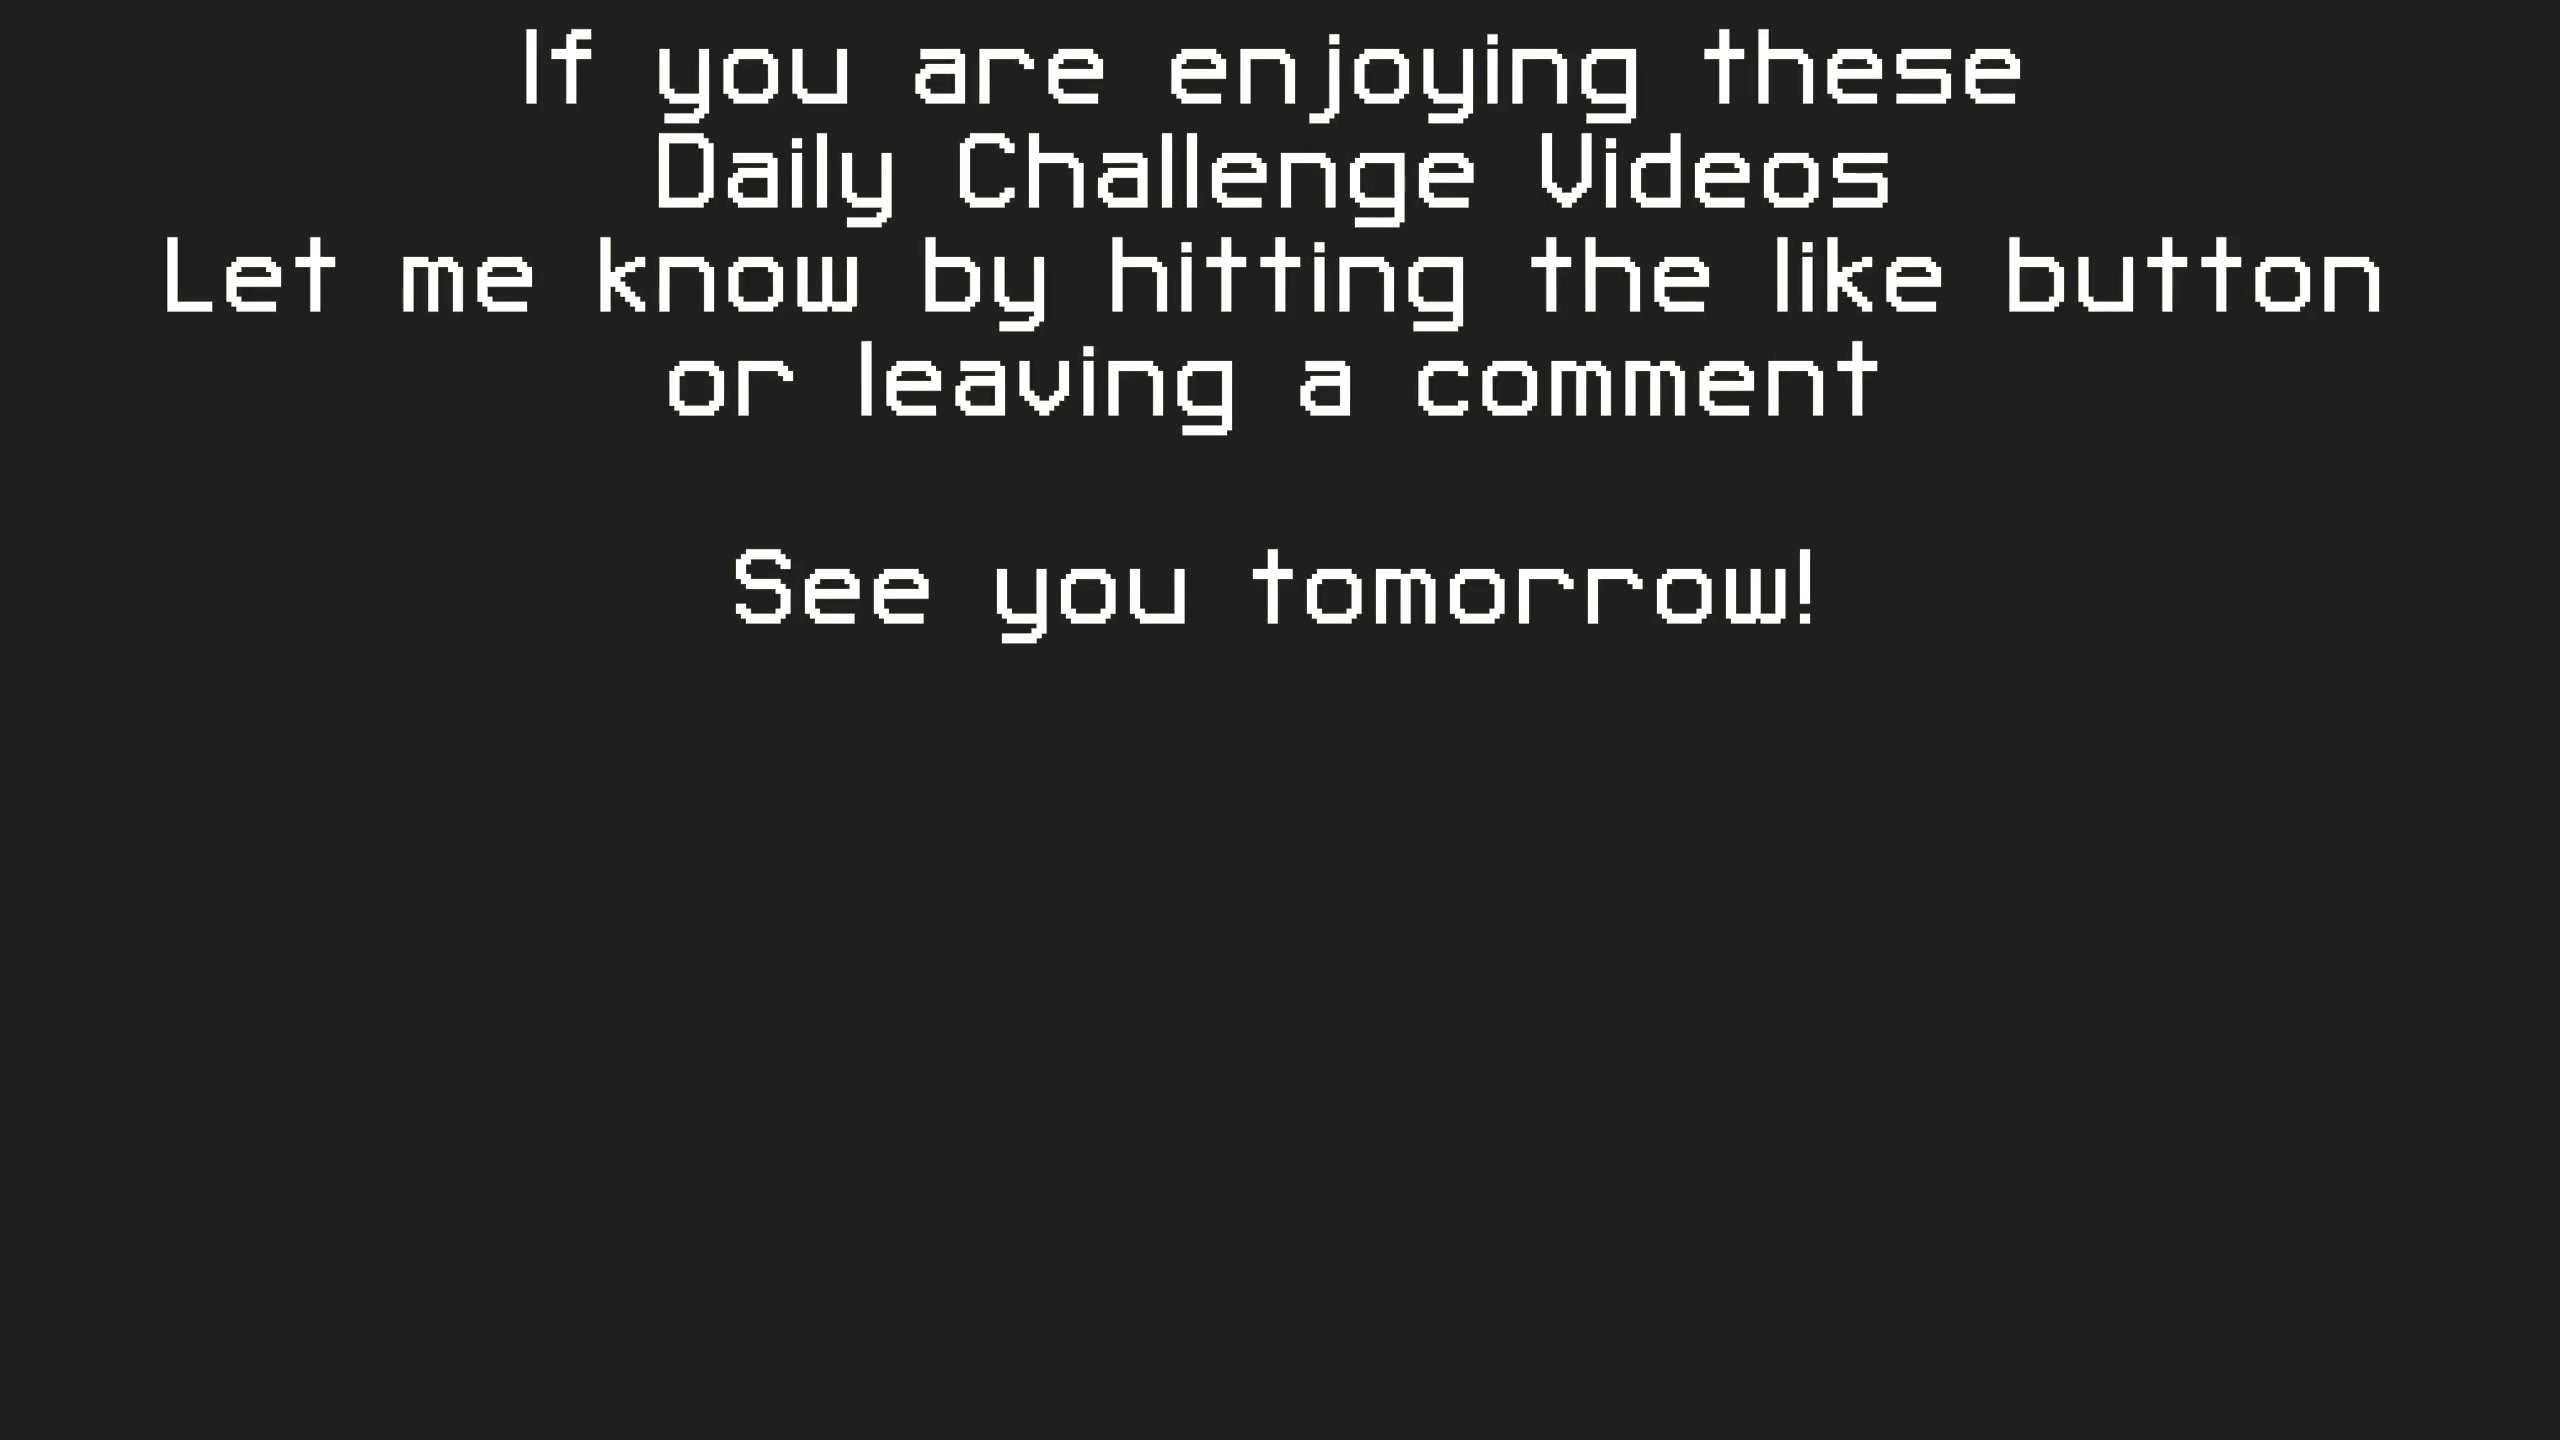 If you are enjoying these
Daily Challenge Videos
Let me know by hitting the like button
or leaving a comment
See you tomorrow!